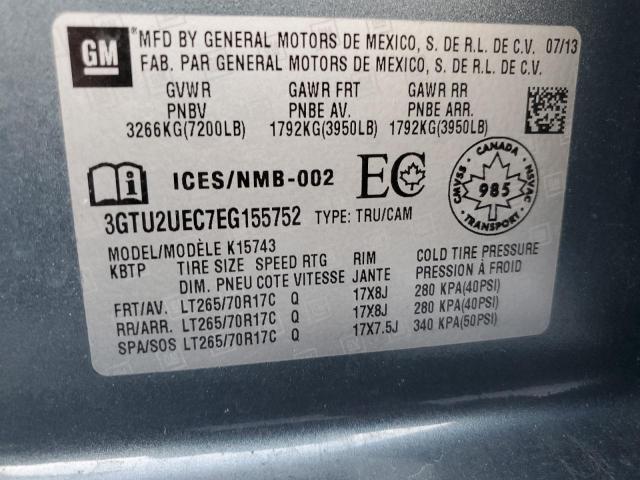 GM
MFD BY GENERAL MOTORS DE MEXICO, S. DE R.L. DE C.V. 07/13
FAB. PAR GENERAL MOTORS DE MEXICO, S. DE R.L. DE C.V.
GVWR GAWR FRT GAWR RR
PNBV PNBE AV. PNBE ARR.
3266KG(7200LB) 1792KG(3950LB) 1792KG(3950LB)
i ICES/NMB-002 EC
CANADA
CMVSS 985 NSVAC
TRANSPORT
3GTU2UEC7EG155752 TYPE: TRU/CAM
MODEL/MODÈLE K15743
KBTP TIRE SIZE SPEED RTG RIM COLD TIRE PRESSURE
DIM. PNEU COTE VITESSE JANTE PRESSION À FROID
FRT/AV. LT265/70R17C Q 17X8J 280 KPA(40PSI)
RR/ARR. LT265/70R17C Q 17X8J 280 KPA(40PSI)
SPA/SOS LT265/70R17C Q 17X7.5J 340 KPA(50PSI)